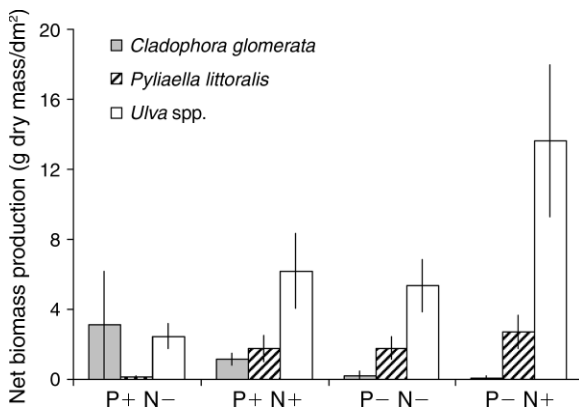 Net biomass production (g dry mass/dm²)
20
16
12
8
4
0
Cladophora glomerata
Pyliaella littoralis
Ulva spp.
P+ N−
P+ N+
P− N−
P− N+